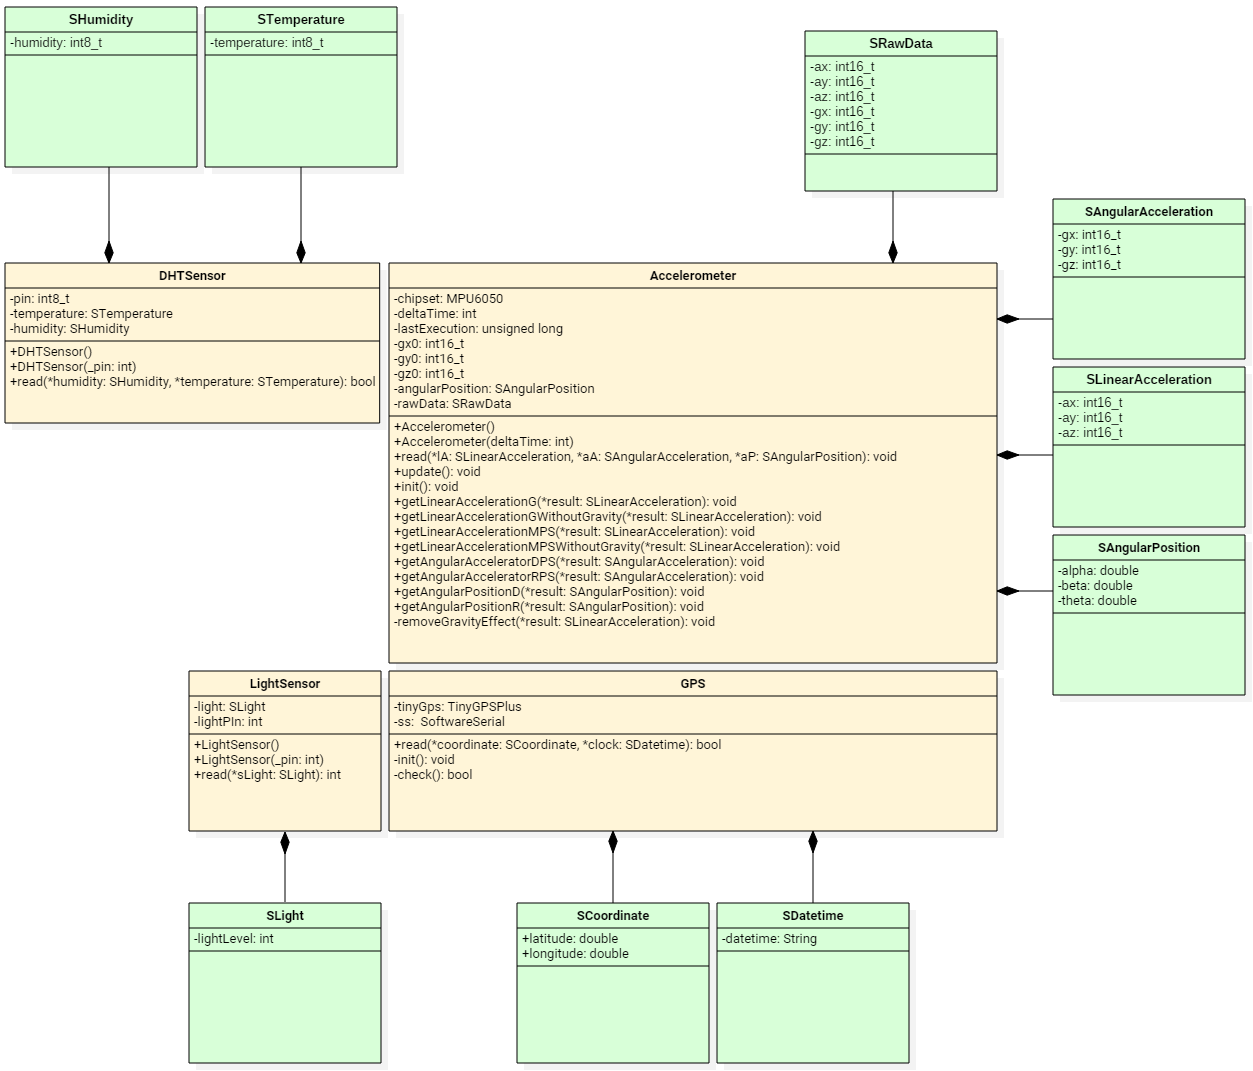 SHumidity
-humidity: int8_t
STemperature
-temperature: int8_t
SRawData
-ax: int16_t
-ay: int16_t
-az: int16_t
-gx: int16_t
-gy: int16_t
-gz: int16_t
SAngularAcceleration
-gx: int16_t
-gy: int16_t
-gz: int16_t
DHTSensor
-pin: int8_t
-temperature: STemperature
-humidity: SHumidity
+DHTSensor()
+DHTSensor(_pin: int)
+read(*humidity: SHumidity, *temperature: STemperature): bool
Accelerometer
-chipset: MPU6050
-deltaTime: int
-lastExecution: unsigned long
-gx0: int16_t
-gy0: int16_t
-gz0: int16_t
-angularPosition: SAngularPosition
-rawData: SRawData
+Accelerometer()
+Accelerometer(deltaTime: int)
+read(*lA: SLinearAcceleration, *aA: SAngularAcceleration, *aP: SAngularPosition): void
+update(): void
+init(): void
+getLinearAccelerationG(*result: SLinearAcceleration): void
+getLinearAccelerationGWithoutGravity(*result: SLinearAcceleration): void
+getLinearAccelerationMPS(*result: SLinearAcceleration): void
+getLinearAccelerationMPSWithoutGravity(*result: SLinearAcceleration): void
+getAngularAcceleratorDPS(*result: SAngularAcceleration): void
+getAngularAcceleratorRPS(*result: SAngularAcceleration): void
+getAngularPositionD(*result: SAngularPosition): void
+getAngularPositionR(*result: SAngularPosition): void
-removeGravityEffect(*result: SLinearAcceleration): void
SLinearAcceleration
-ax: int16_t
-ay: int16_t
-az: int16_t
SAngularPosition
-alpha: double
-beta: double
-theta: double
LightSensor
-light: SLight
-lightPIn: int
+LightSensor()
+LightSensor(_pin: int)
+read(*sLight: SLight): int
GPS
-tinyGps: TinyGPSPlus
-ss:  SoftwareSerial
+read(*coordinate: SCoordinate, *clock: SDatetime): bool
-init(): void
-check(): bool
SLight
-lightLevel: int
SCoordinate
+latitude: double
+longitude: double
SDatetime
-datetime: String